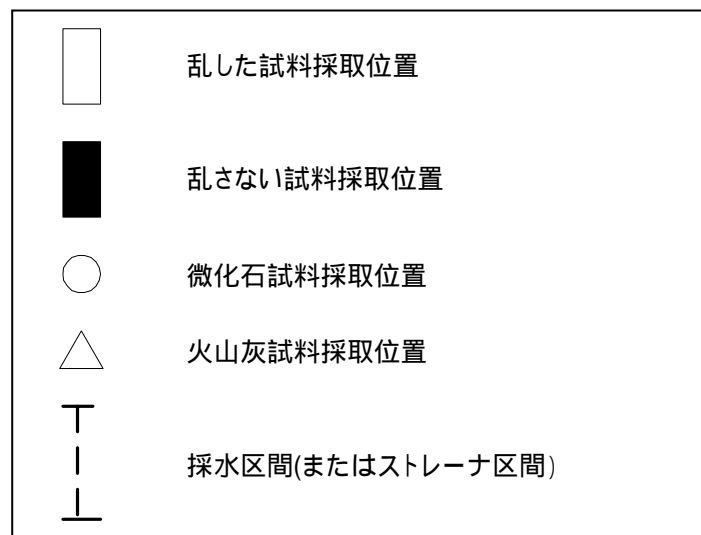 乱した試料採取位置
乱さない試料採取位置
微化石試料採取位置
火山灰試料採取位置
採水区間(またはストレーナ区間)